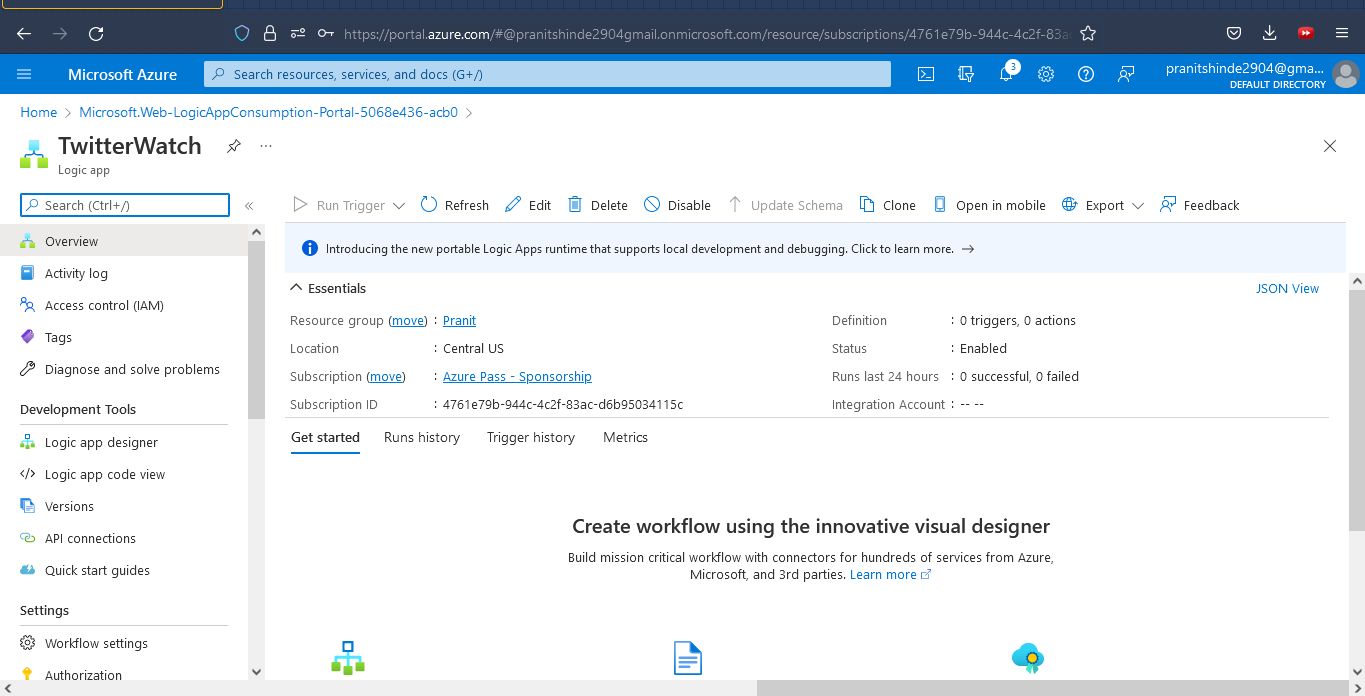 https://portal.azure.com/#@pranitshinde2904gmail.onmicrosoft.com/resource/subscriptions/4761e79b-944c-4c2f-83a
Microsoft Azure
Search resources, services, and docs (G+/)
3
pranitshinde2904@gma...
DEFAULT DIRECTORY
Home > Microsoft.Web-LogicAppConsumption-Portal-5068e436-acb0 >
TwitterWatch
Logic app
Search (Ctrl+/)
Run Trigger Refresh Edit Delete Disable Update Schema Clone Open in mobile Export Feedback
Overview
Activity log
Access control (IAM)
Tags
Diagnose and solve problems
Development Tools
Logic app designer
Logic app code view
Versions
API connections
Quick start guides
Settings
Workflow settings
Authorization
Introducing the new portable Logic Apps runtime that supports local development and debugging. Click to learn more. →
Essentials
JSON View
Resource group (move) : Pranit
Location : Central US
Subscription (move) : Azure Pass - Sponsorship
Subscription ID : 4761e79b-944c-4c2f-83ac-d6b95034115c
Definition : 0 triggers, 0 actions
Status : Enabled
Runs last 24 hours : 0 successful, 0 failed
Integration Account : -- --
Get started Runs history Trigger history Metrics
Create workflow using the innovative visual designer
Build mission critical workflow with connectors for hundreds of services from Azure,
Microsoft, and 3rd parties. Learn more